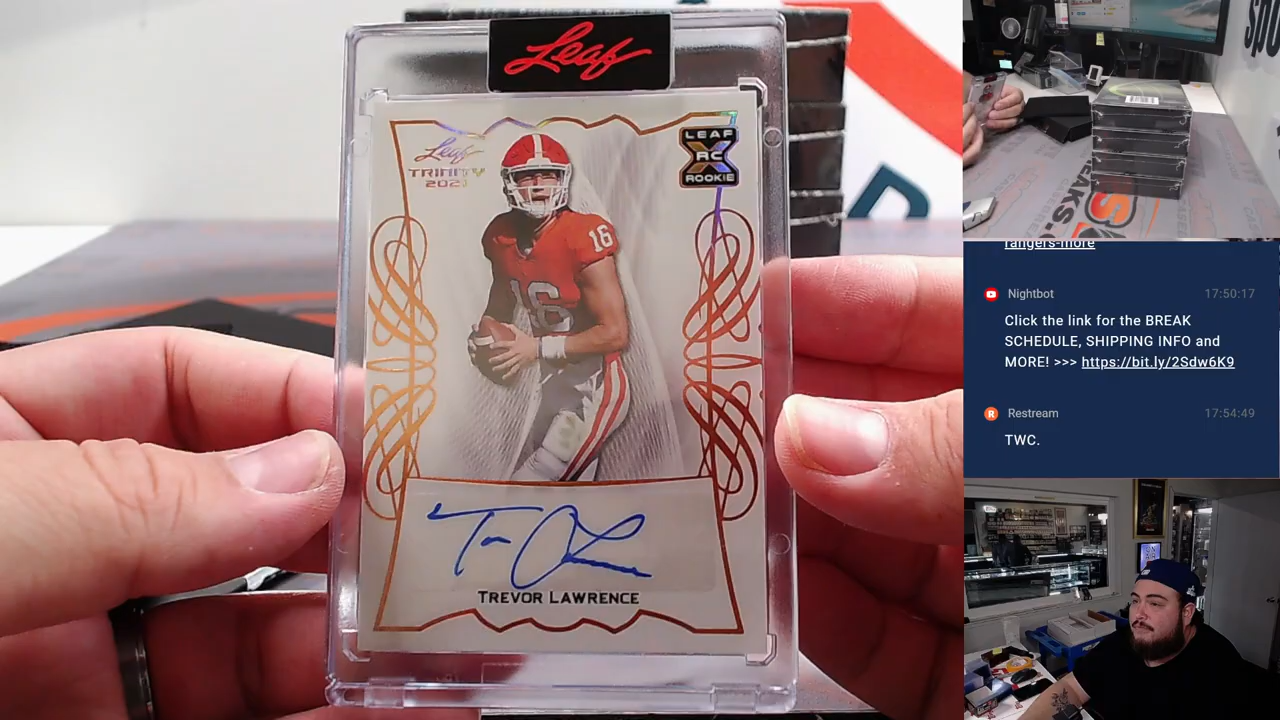 Leaf
Leaf
TRINITY
2021
LEAF
RC
ROOKIE
16
16
TREVOR LAWRENCE
rangers-more
Nightbot 17:50:17
Click the link for the BREAK
SCHEDULE, SHIPPING INFO and
MORE! >>> https://bit.ly/2Sdw6K9
Restream 17:54:49
TWC.